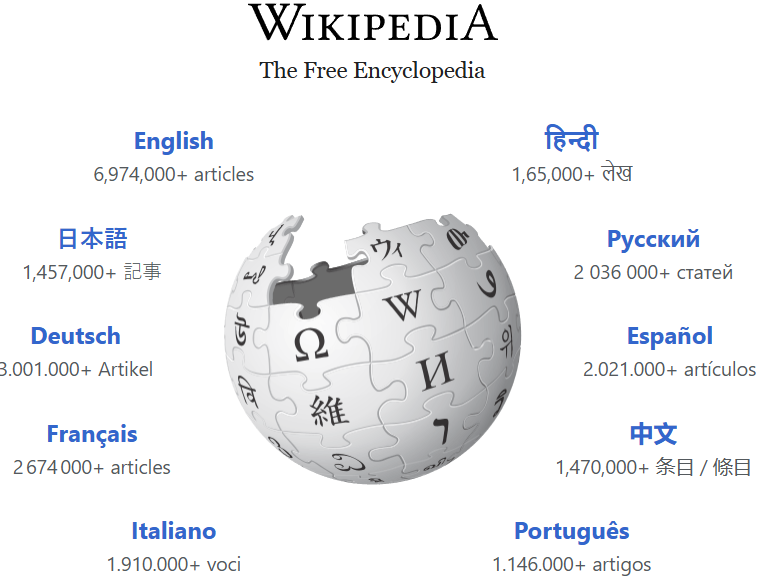 WIKIPEDIA
The Free Encyclopedia
English
6,974,000+ articles
हिन्दी
1,65,000+ लेख
日本語
1,457,000+ 記事
Русский
2 036 000+ статей
Deutsch
3.001.000+ Artikel
Español
2.021.000+ artículos
Français
2 674 000+ articles
中文
1,470,000+ 条目 / 條目
Italiano
1.910.000+ voci
Português
1.146.000+ artigos
ウィ
W
Ω
И
維